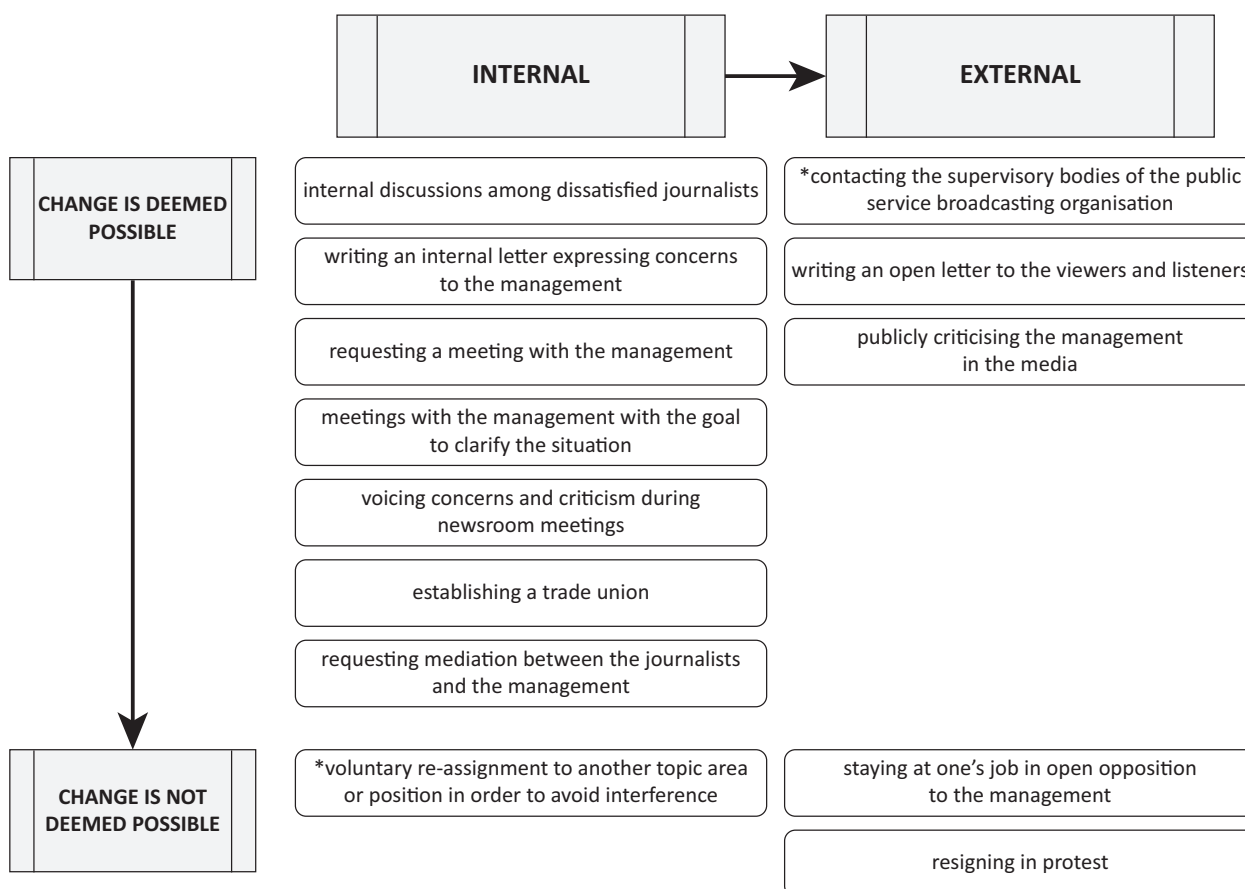 INTERNAL
EXTERNAL
CHANGE IS DEEMED
POSSIBLE
internal discussions among dissatisfied journalists
*contacting the supervisory bodies of the public
service broadcasting organisation
writing an internal letter expressing concerns
to the management
writing an open letter to the viewers and listeners
requesting a meeting with the management
publicly criticising the management
in the media
meetings with the management with the goal
to clarify the situation
voicing concerns and criticism during
newsroom meetings
establishing a trade union
requesting mediation between the journalists
and the management
CHANGE IS NOT
DEEMED POSSIBLE
*voluntary re-assignment to another topic area
or position in order to avoid interference
staying at one's job in open opposition
to the management
resigning in protest